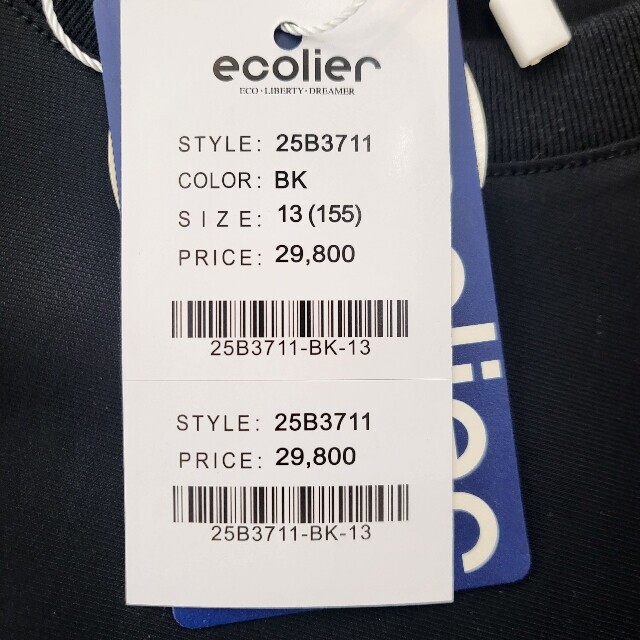 ecolier
ECO · LIBERTY · DREAMER
STYLE: 25B3711
COLOR: BK
SIZE: 13 (155)
PRICE: 29,800
25B3711-BK-13
STYLE: 25B3711
PRICE: 29,800
25B3711-BK-13